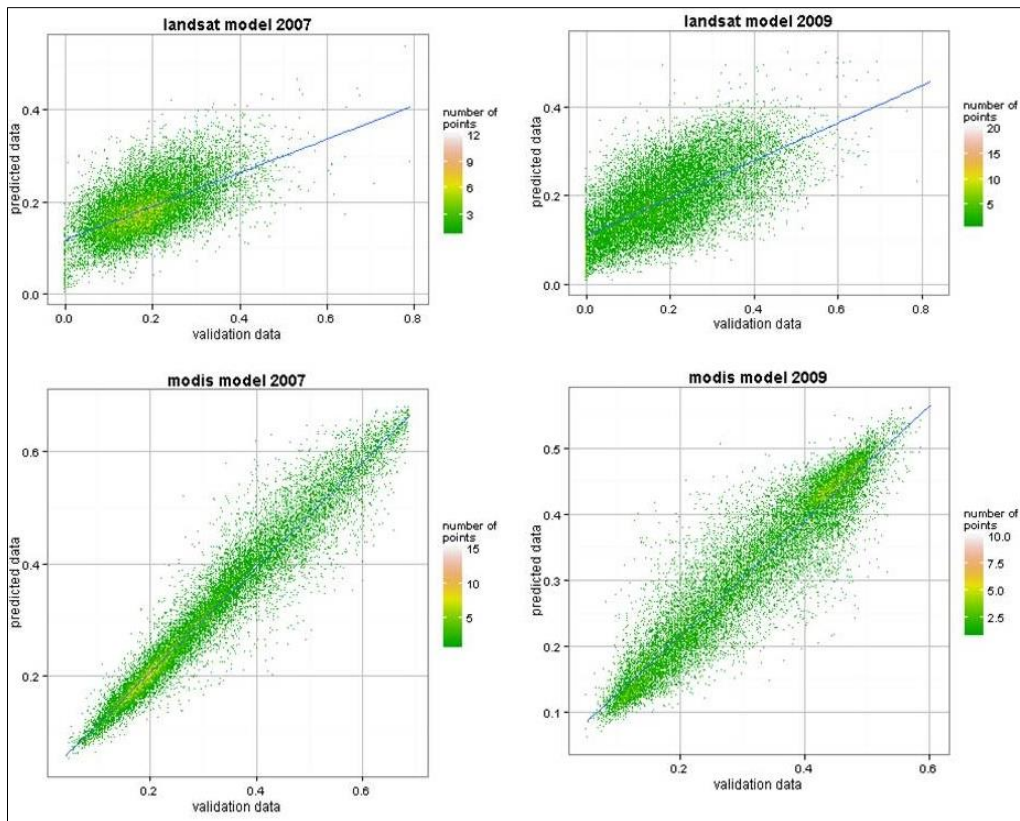 landsat model 2007
predicted data
0.4
0.2
0.0
0.0 0.2 0.4 0.6 0.8
validation data
number of
points
12
9
6
3
landsat model 2009
predicted data
0.4
0.2
0.0
0.0 0.2 0.4 0.6 0.8
validation data
number of
points
20
15
10
5
modis model 2007
predicted data
0.6
0.4
0.2
0.2 0.4 0.6
validation data
number of
points
15
10
5
modis model 2009
predicted data
0.5
0.4
0.3
0.2
0.1
0.2 0.4 0.6
validation data
number of
points
10.0
7.5
5.0
2.5